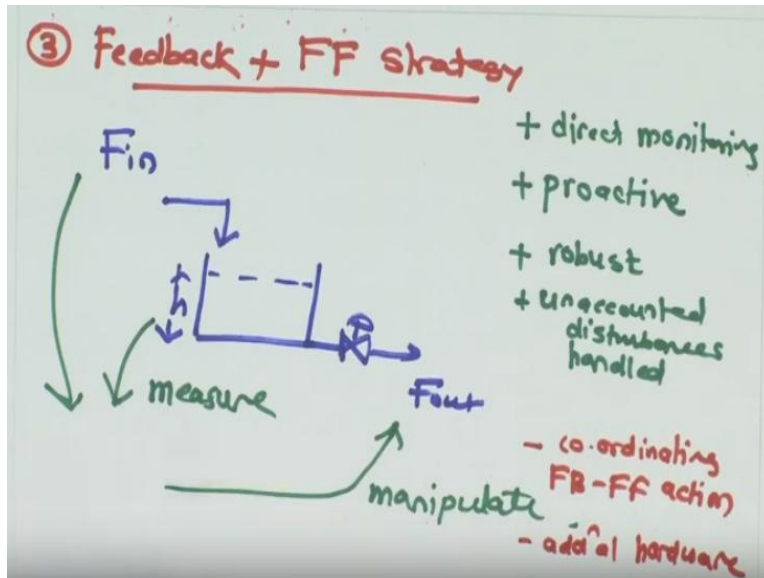 ③ Feedback + FF Strategy
Fin
h
measure
Fout
manipulate
+ direct monitoring
+ proactive
+ robust
+ unaccounted
disturbances
handled
- co-ordinating
FB-FF action
- addnal hardware